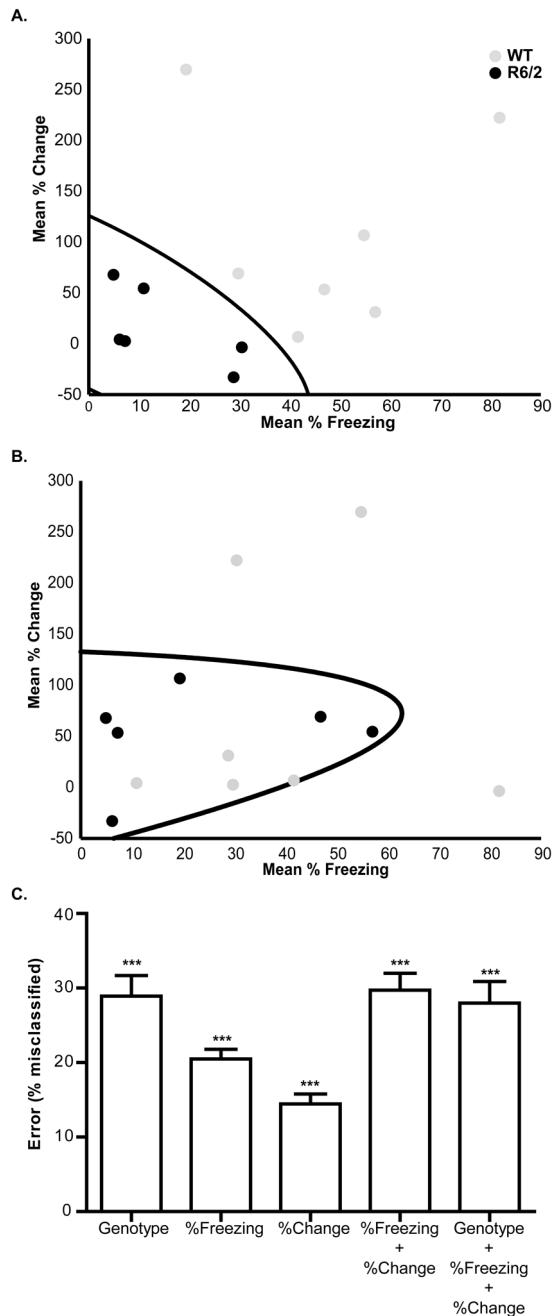 A.
300
250
200
150
100
50
0
-50
Mean % Change
WT
R6/2
0 10 20 30 40 50 60 70 80 90
Mean % Freezing
B.
300
250
200
150
100
50
0
-50
Mean % Change
0 10 20 30 40 50 60 70 80 90
Mean % Freezing
C.
40
30
20
10
0
Error (% misclassified)
*** *** *** *** ***
Genotype
%Freezing
%Change
%Freezing
+
%Change
Genotype
+
%Freezing
+
%Change